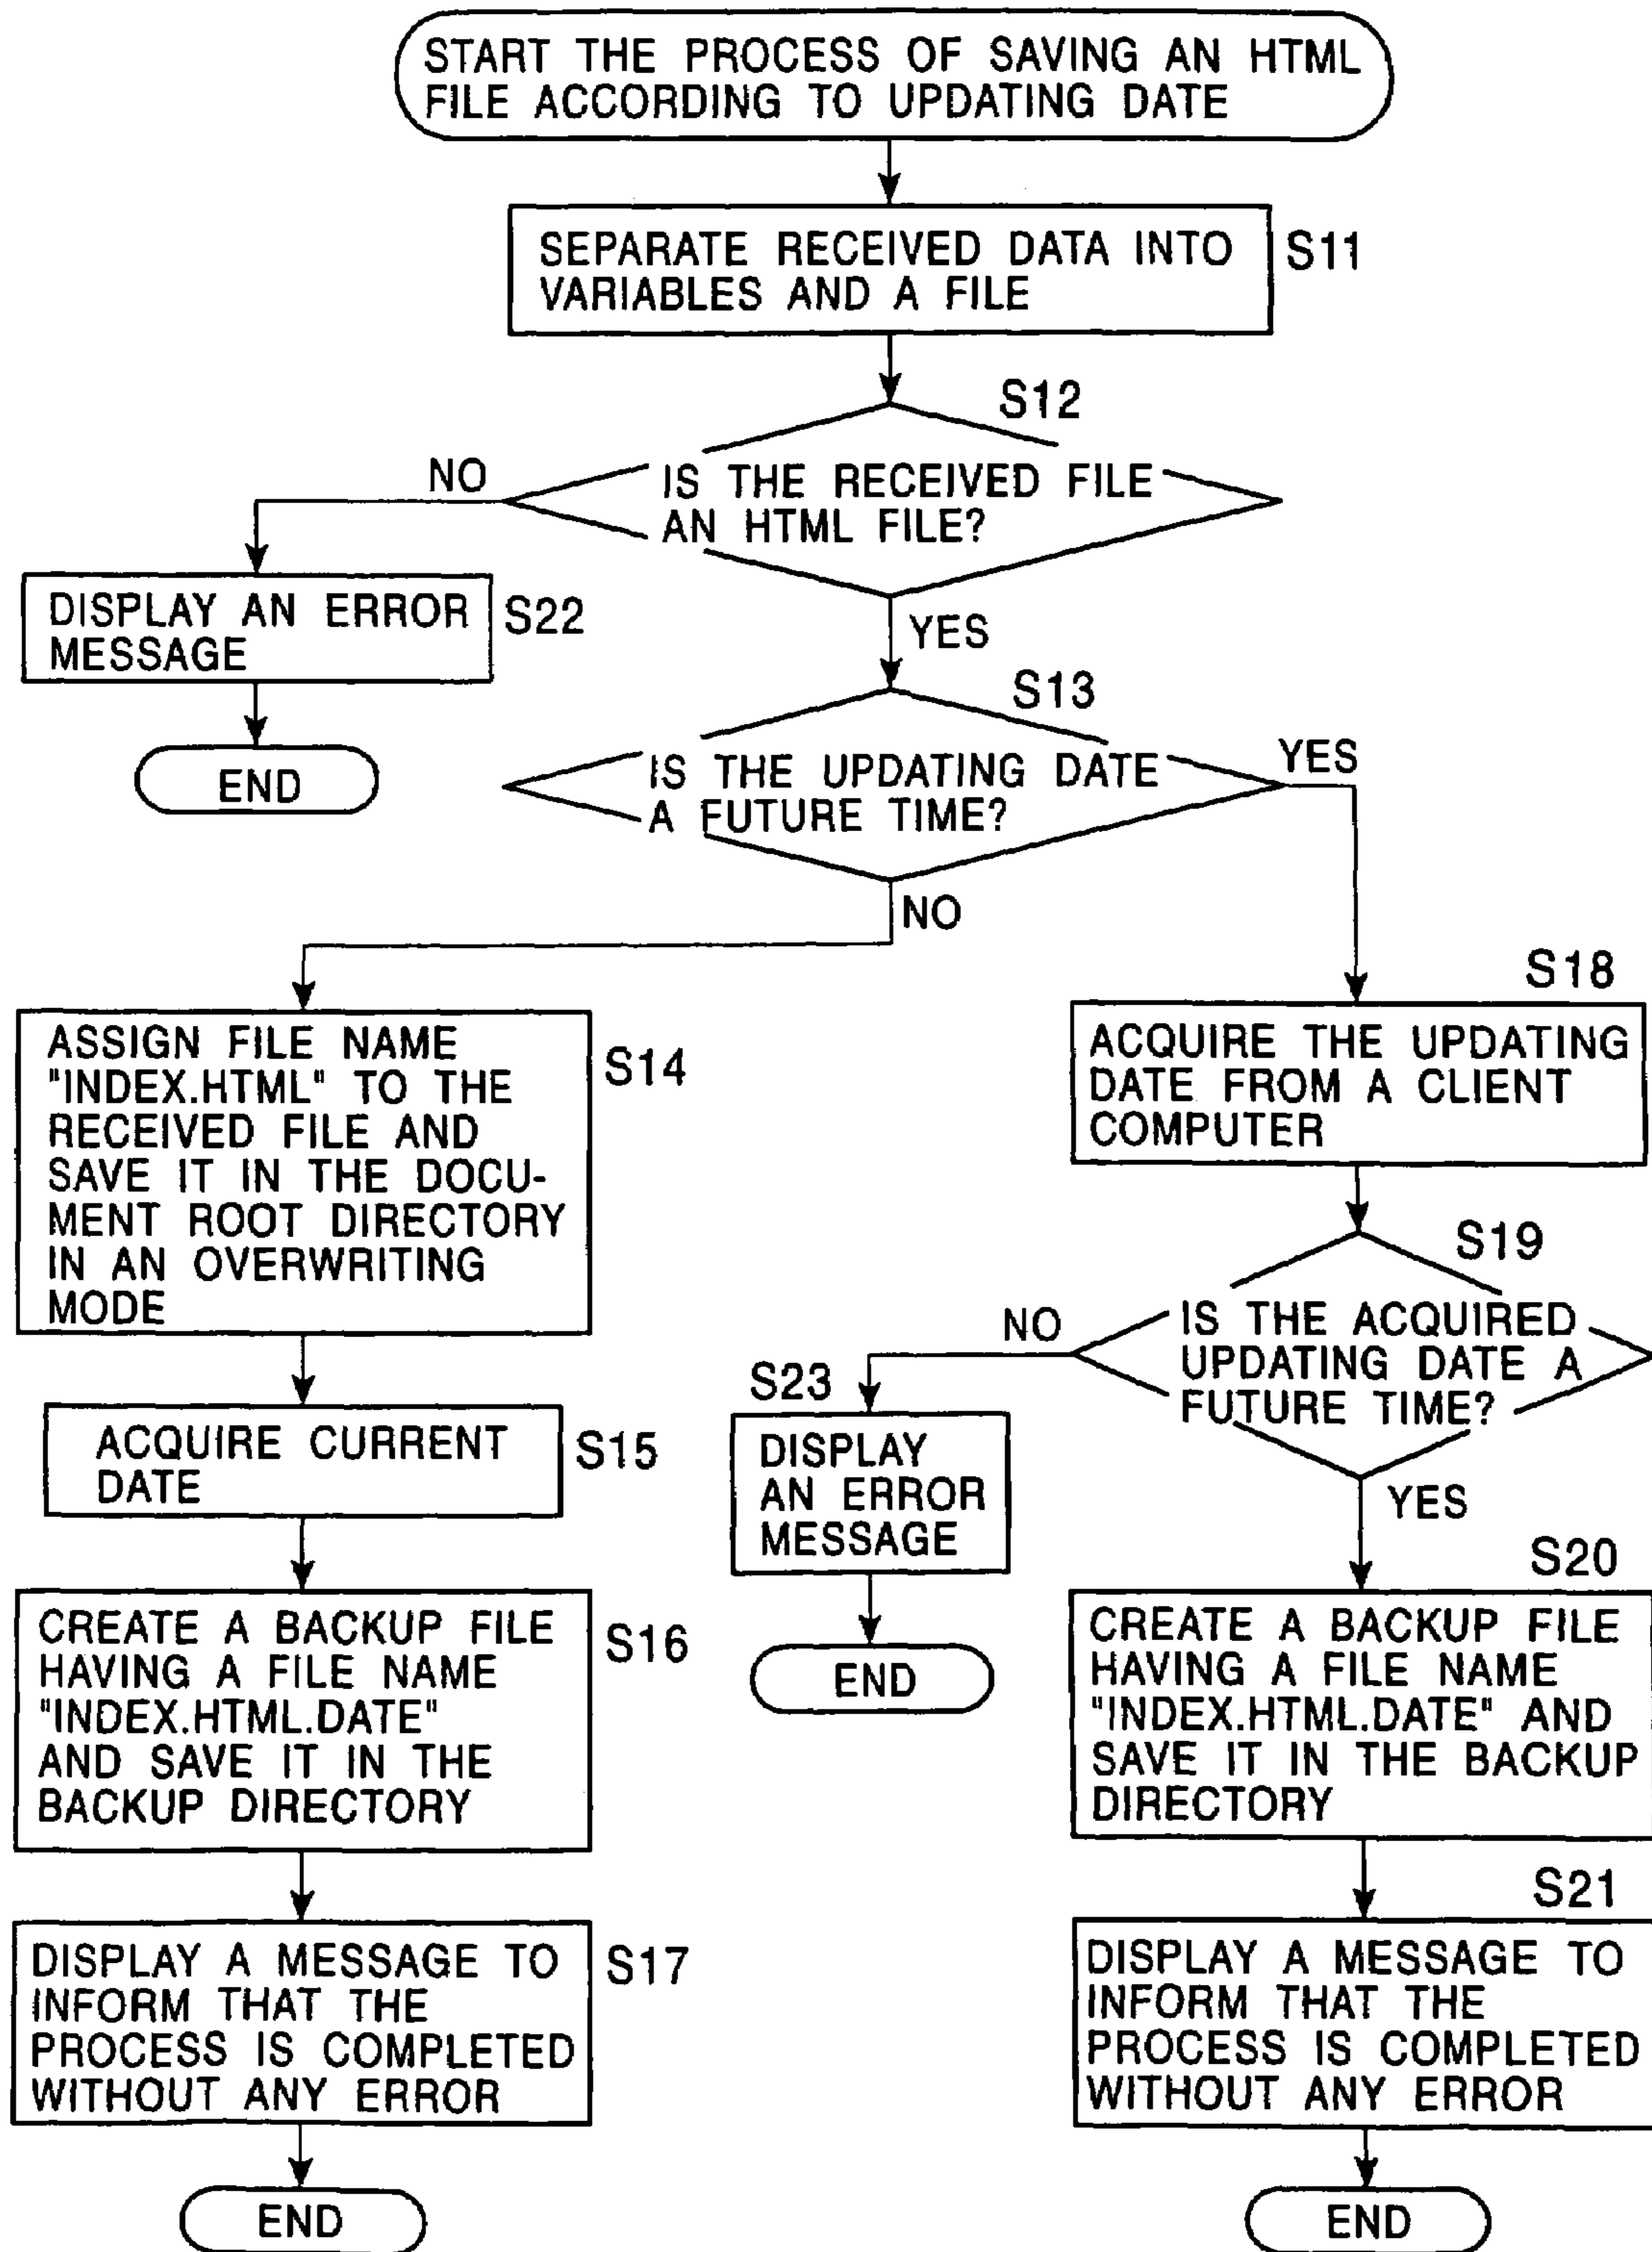 START THE PROCESS OF SAVING AN HTML
FILE ACCORDING TO UPDATING DATE
SEPARATE RECEIVED DATA INTO
VARIABLES AND A FILE
S11
S12
IS THE RECEIVED FILE
AN HTML FILE?
NO
YES
DISPLAY AN ERROR
MESSAGE
S22
END
S13
IS THE UPDATING DATE
A FUTURE TIME?
YES
NO
ASSIGN FILE NAME
"INDEX.HTML" TO THE
RECEIVED FILE AND
SAVE IT IN THE DOCU-
MENT ROOT DIRECTORY
IN AN OVERWRITING
MODE
S14
ACQUIRE CURRENT
DATE
S15
CREATE A BACKUP FILE
HAVING A FILE NAME
"INDEX.HTML.DATE"
AND SAVE IT IN THE
BACKUP DIRECTORY
S16
DISPLAY A MESSAGE TO
INFORM THAT THE
PROCESS IS COMPLETED
WITHOUT ANY ERROR
S17
END
S18
ACQUIRE THE UPDATING
DATE FROM A CLIENT
COMPUTER
S19
IS THE ACQUIRED
UPDATING DATE A
FUTURE TIME?
NO
YES
S23
DISPLAY
AN ERROR
MESSAGE
END
S20
CREATE A BACKUP FILE
HAVING A FILE NAME
"INDEX.HTML.DATE" AND
SAVE IT IN THE BACKUP
DIRECTORY
S21
DISPLAY A MESSAGE TO
INFORM THAT THE
PROCESS IS COMPLETED
WITHOUT ANY ERROR
END